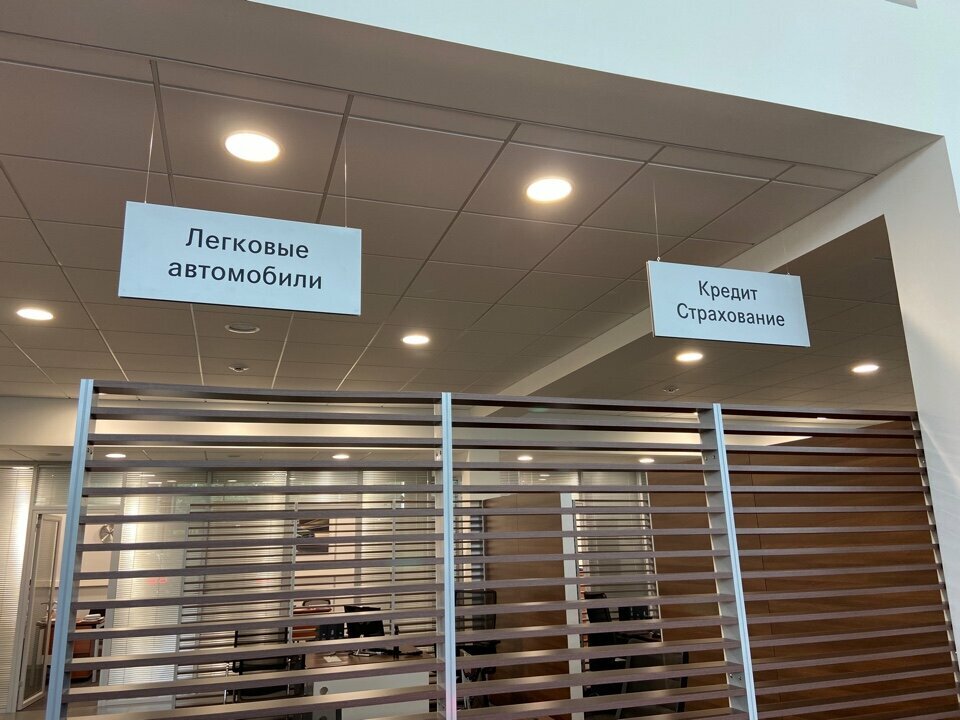 Легковые
автомобили
Кредит
Страхование